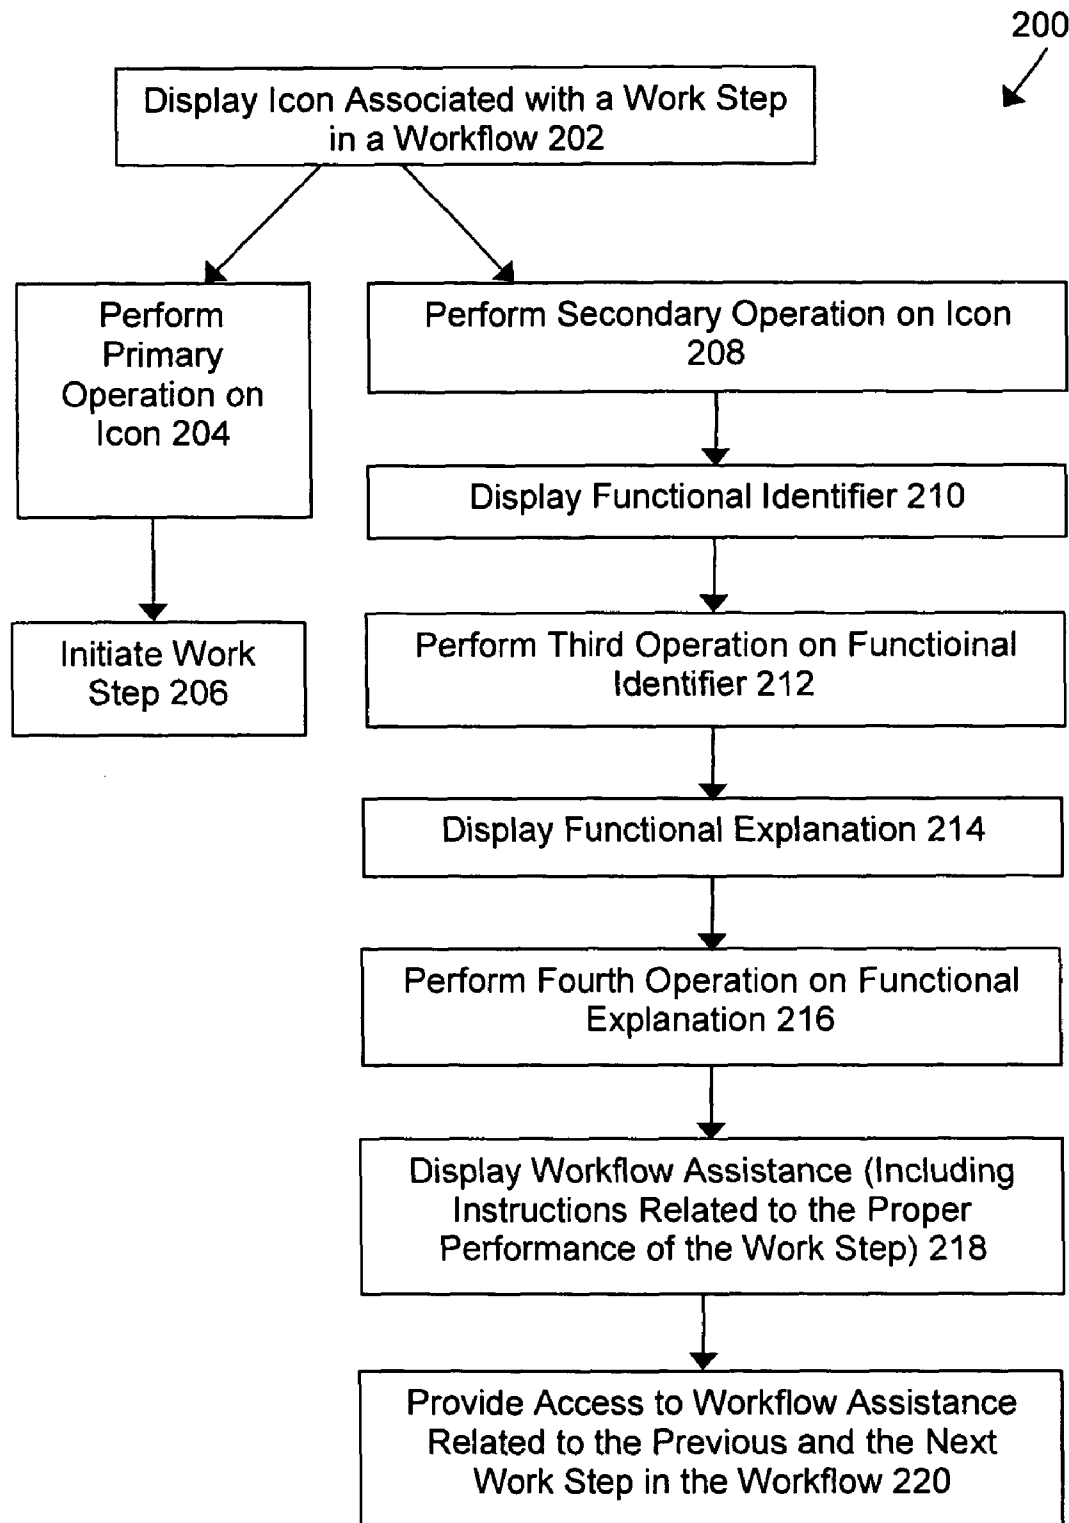 200
Display Icon Associated with a Work Step
in a Workflow 202
Perform
Primary
Operation on
Icon 204
Initiate Work
Step 206
Perform Secondary Operation on Icon
208
Display Functional Identifier 210
Perform Third Operation on Functioinal
Identifier 212
Display Functional Explanation 214
Perform Fourth Operation on Functional
Explanation 216
Display Workflow Assistance (Including
Instructions Related to the Proper
Performance of the Work Step) 218
Provide Access to Workflow Assistance
Related to the Previous and the Next
Work Step in the Workflow 220